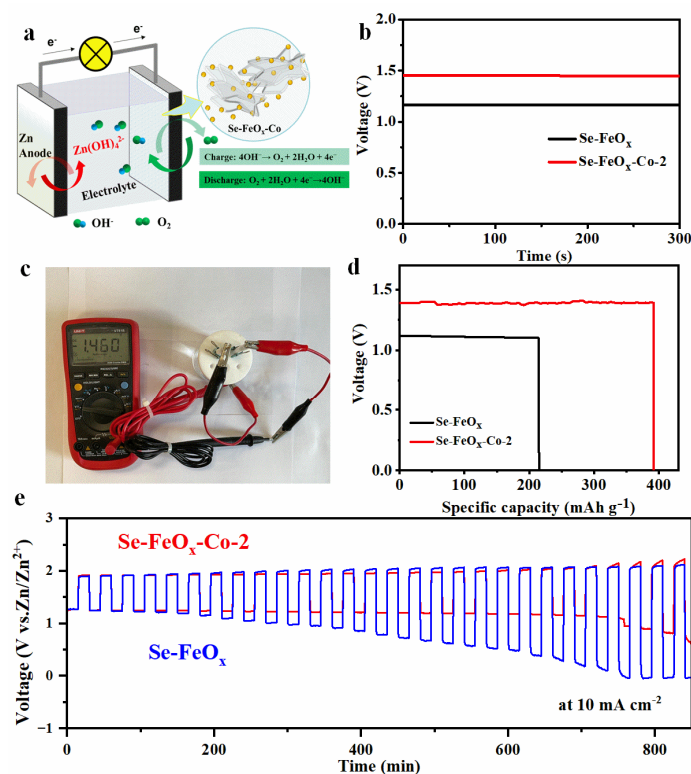 a
e⁻
e⁻
Zn
Anode
Zn(OH)₄²⁻
Electrolyte
Se-FeOₓ-Co
Charge: 4OH⁻→ O₂ + 2H₂O + 4e⁻
Discharge: O₂ + 2H₂O + 4e⁻→4OH⁻
OH⁻
O₂
b
Voltage (V)
2.0
1.5
1.0
0.5
0.0
Se-FeOₓ
Se-FeOₓ-Co-2
0
100
200
300
Time (s)
c
1.460
d
Voltage (V)
1.5
1.0
0.5
0.0
Se-FeOₓ
Se-FeOₓ-Co-2
0
100
200
300
400
Specific capacity (mAh g⁻¹)
e
Voltage (V vs.Zn/Zn²⁺)
3
2
1
0
−1
Se-FeOₓ-Co-2
Se-FeOₓ
at 10 mA cm⁻²
0
200
400
600
800
Time (min)